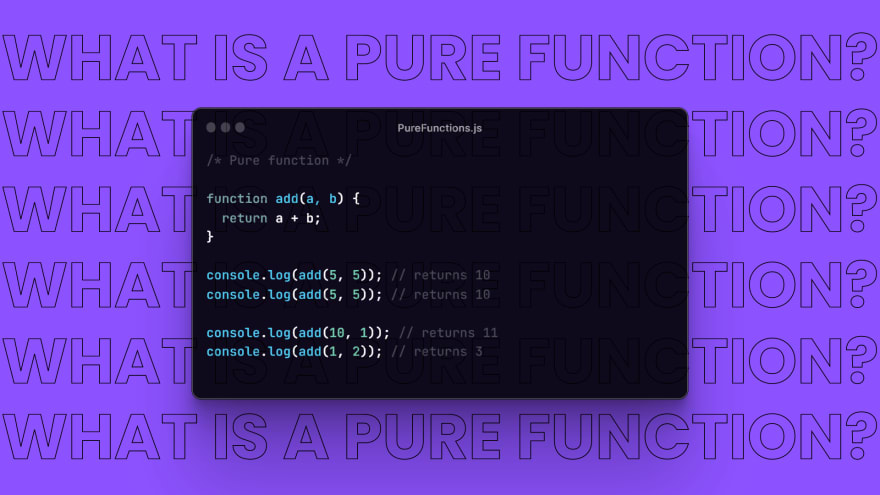 WHAT IS A PURE FUNCTION?
WHAT IS A PURE FUNCTION?
PureFunctions.js
/* Pure function */
WHAT IS A PURE FUNCTION?
function add(a, b) {
return a + b;
}
WHAT IS A PURE FUNCTION?
console.log(add(5, 5)); // returns 10
console.log(add(5, 5)); // returns 10
console.log(add(10, 1)); // returns 11
console.log(add(1, 2)); // returns 3
WHAT IS A PURE FUNCTION?
WHAT IS A PURE FUNCTION?